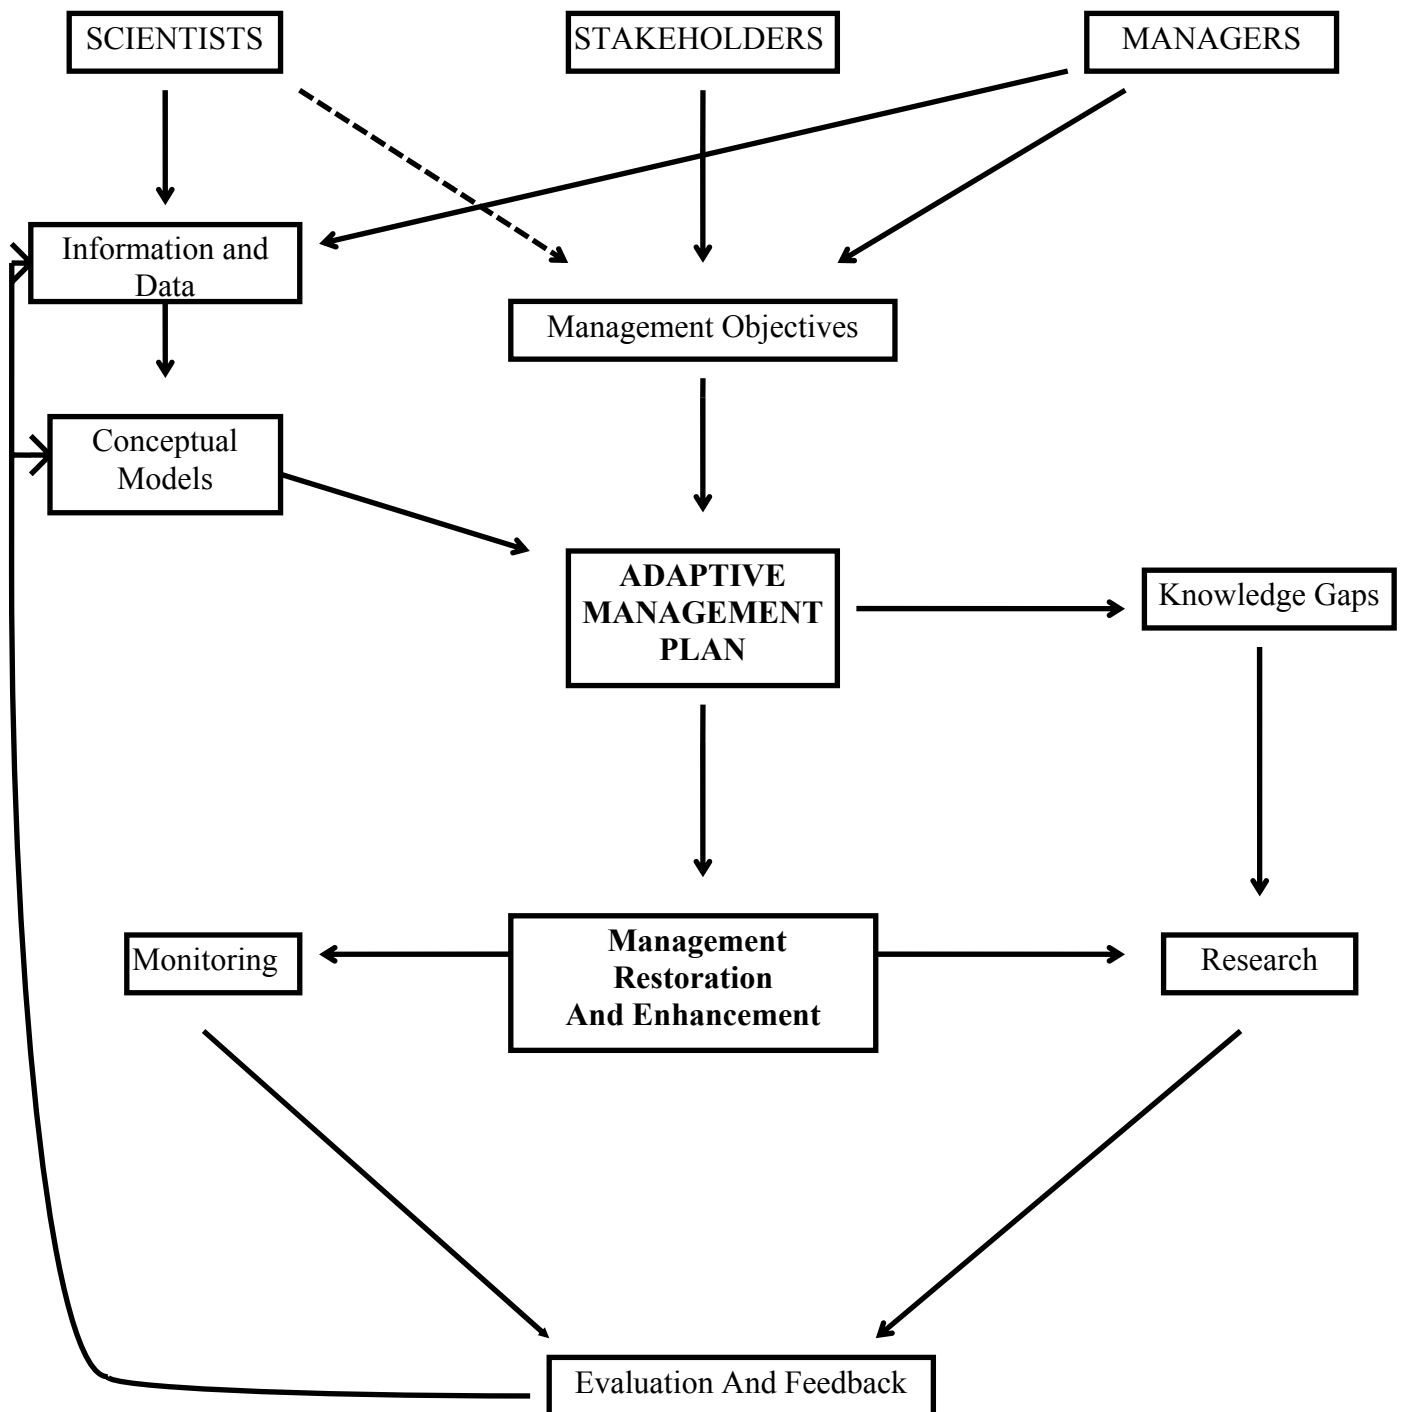 SCIENTISTS
STAKEHOLDERS
MANAGERS
Information and
Data
Management Objectives
Conceptual
Models
ADAPTIVE
MANAGEMENT
PLAN
Knowledge Gaps
Monitoring
Management
Restoration
And Enhancement
Research
Evaluation And Feedback